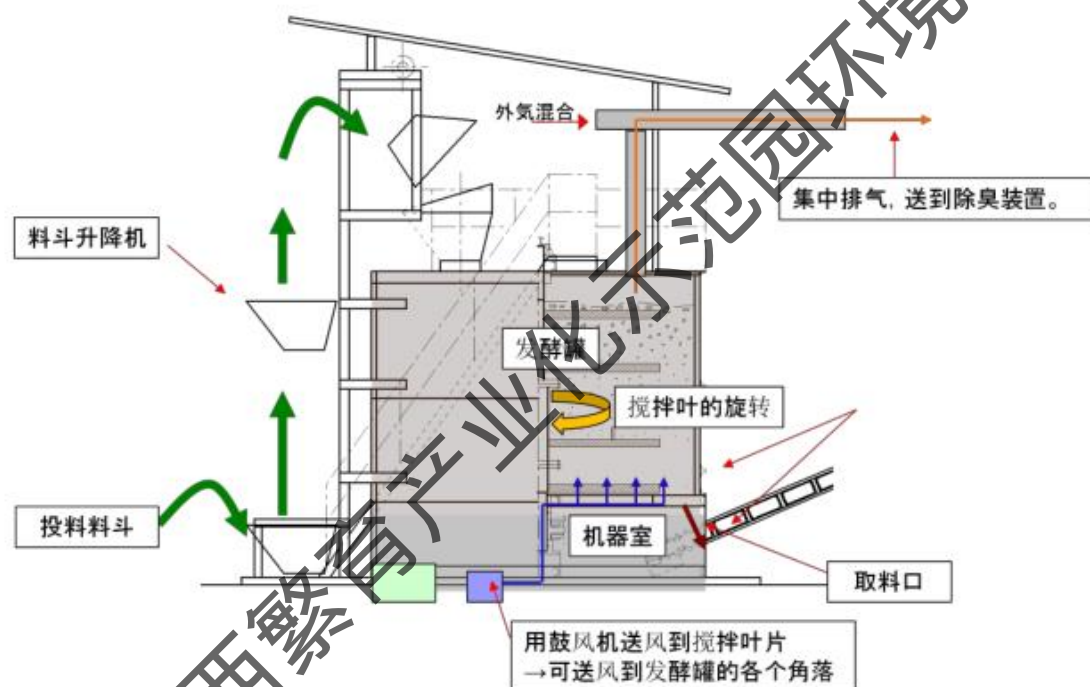 外気混合
集中排气, 送到除臭装置。
料斗升降机
发酵罐
搅拌叶的旋转
投料料斗
机器室
取料口
用鼓风机送风到搅拌叶片
→可送风到发酵罐的各个角落
西繁育产业化示范园环境